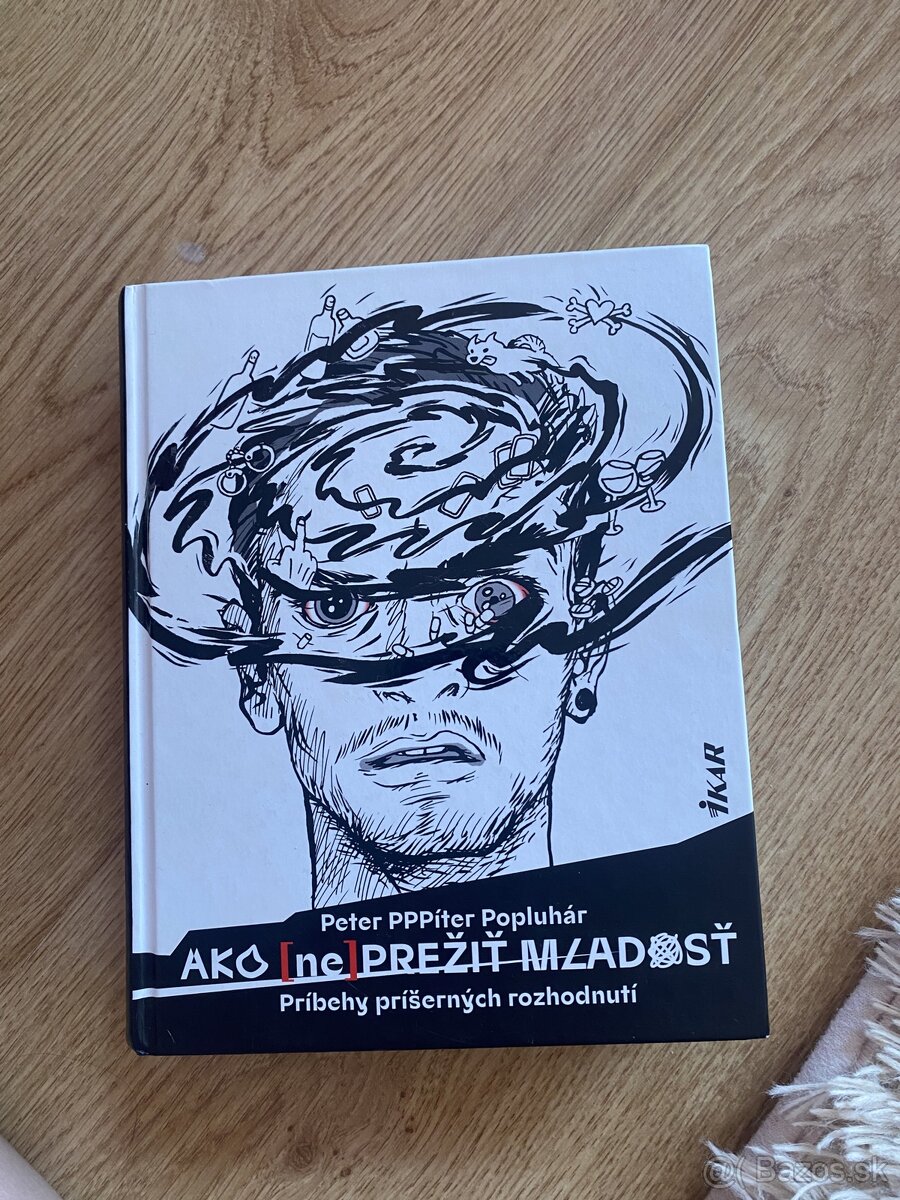 IKAR
Peter PPPíter Popluhár
AKO [ne]PREŽIŤ MLADOSŤ
Príbehy príšerných rozhodnutí
@ Bazos.sk